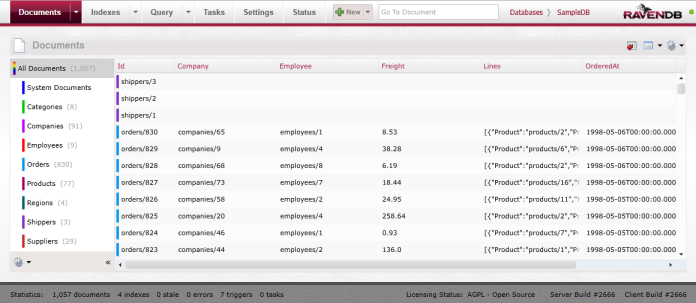 Documents Indexes Query Tasks Settings Status New Go To Document Databases SampleDB RAVENDB
Documents
All Documents (1,057)
System Documents
Categories (8)
Companies (91)
Employees (9)
Orders (830)
Products (77)
Regions (4)
Shippers (3)
Suppliers (29)
Id Company Employee Freight Lines OrderedAt
shippers/3
shippers/2
shippers/1
orders/830 companies/65 employees/1 8.53 [{"Product":"products/2","Pr 1998-05-06T00:00:00.000
orders/829 companies/9 employees/4 38.28 [{"Product":"products/6","Pr 1998-05-06T00:00:00.000
orders/828 companies/68 employees/8 6.19 [{"Product":"products/2","Pr 1998-05-06T00:00:00.000
orders/827 companies/73 employees/7 18.44 [{"Product":"products/16"," 1998-05-06T00:00:00.000
orders/826 companies/58 employees/2 24.95 [{"Product":"products/11"," 1998-05-05T00:00:00.000
orders/825 companies/20 employees/4 258.64 [{"Product":"products/2","Pr 1998-05-05T00:00:00.000
orders/824 companies/46 employees/1 0.93 [{"Product":"products/7","Pr 1998-05-05T00:00:00.000
orders/823 companies/44 employees/2 136.0 [{"Product":"products/1","Pr 1998-05-05T00:00:00.000
Statistics: 1,057 documents 4 indexes 0 stale 0 errors 7 triggers 0 tasks Licensing Status: AGPL - Open Source Server Build #2666 Client Build #2666